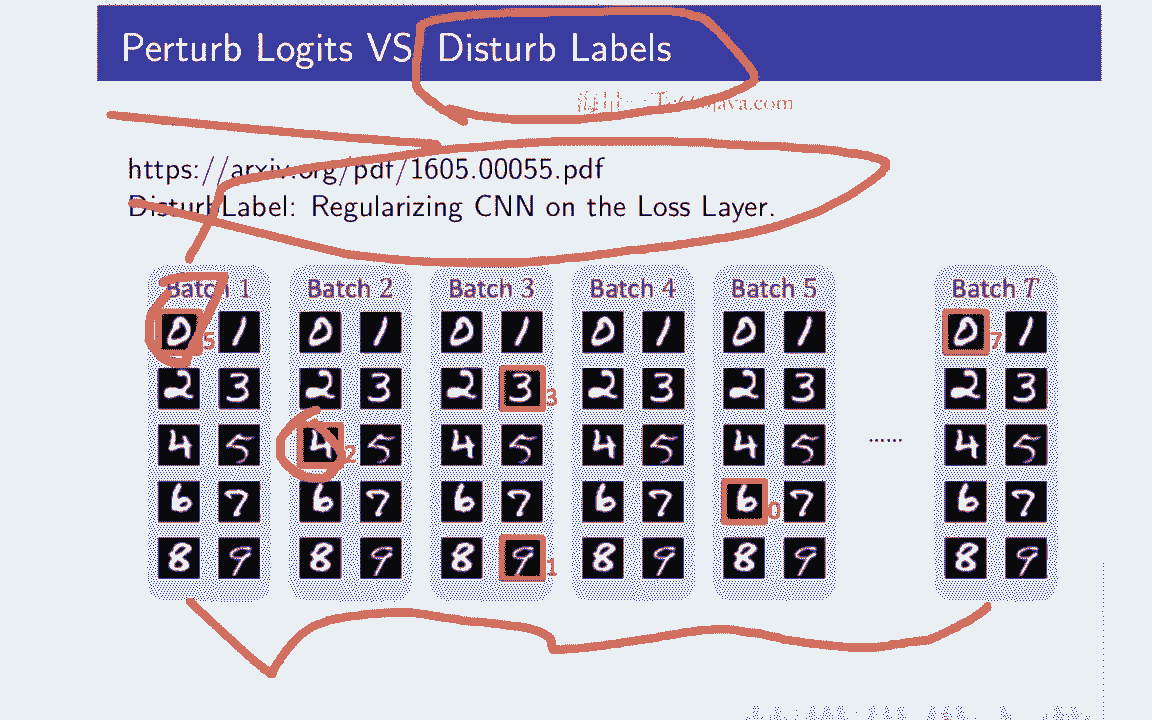 Perturb Logits VS Disturb Labels
https://arxiv.org/pdf/1605.00055.pdf
DisturbLabel: Regularizing CNN on the Loss Layer.
Batch 1 Batch 2 Batch 3 Batch 4 Batch 5 Batch 7
0 5 1 0 1 0 1 0 1 0 1 0 7 1
2 3 2 3 2 3 3 2 3 2 3 2 3
4 5 4 2 5 4 5 4 5 4 5 ...... 4 5
6 7 6 7 6 7 6 7 6 0 7 6 7
8 9 8 9 8 9 1 8 9 8 9 8 9